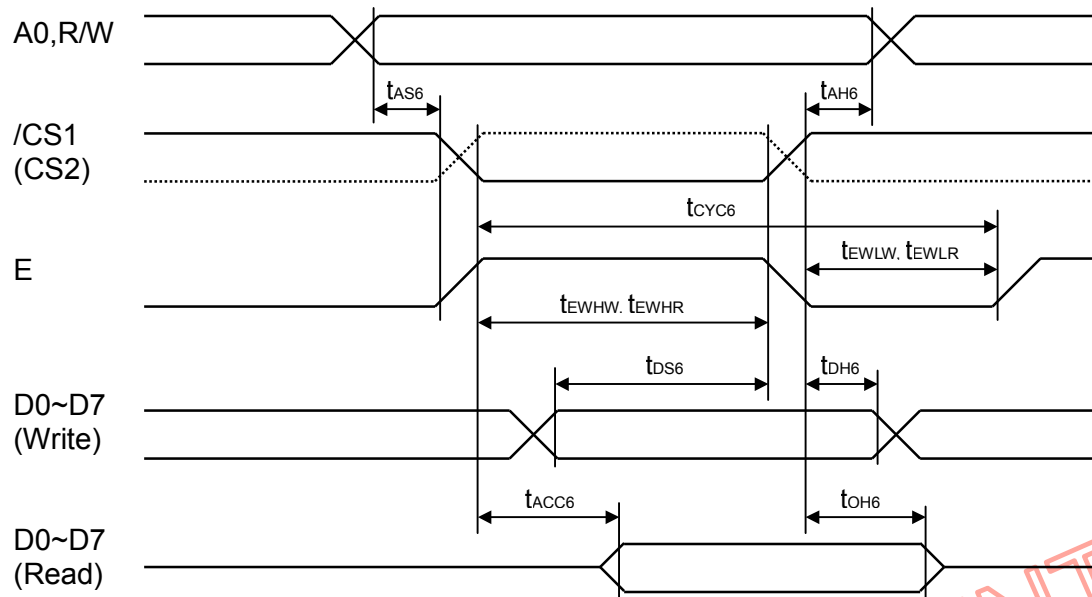 A0,R/W
tAS6
tAH6
/CS1
(CS2)
tCYC6
tEWLW, tEWLR
E
tEWHW. tEWHR
tDS6
tDH6
D0~D7
(Write)
tACC6
tOH6
D0~D7
(Read)